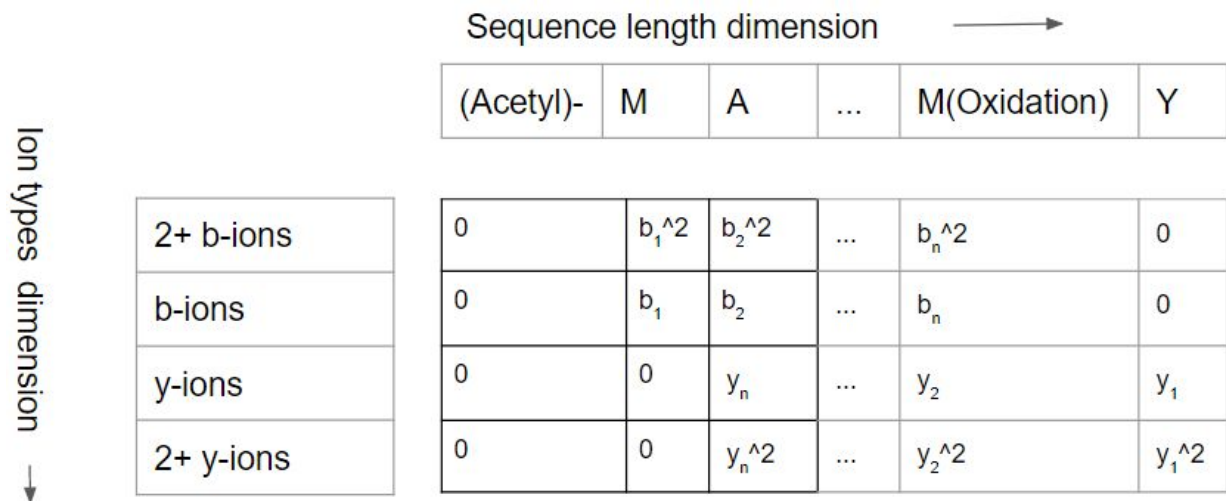 Sequence length dimension
(Acetyl)- M A ... M(Oxidation) Y
Ion types dimension
2+ b-ions 0 b₁^2 b₂^2 ... bₙ^2 0
b-ions 0 b₁ b₂ ... bₙ 0
y-ions 0 0 yₙ ... y₂ y₁
2+ y-ions 0 0 yₙ^2 ... y₂^2 y₁^2